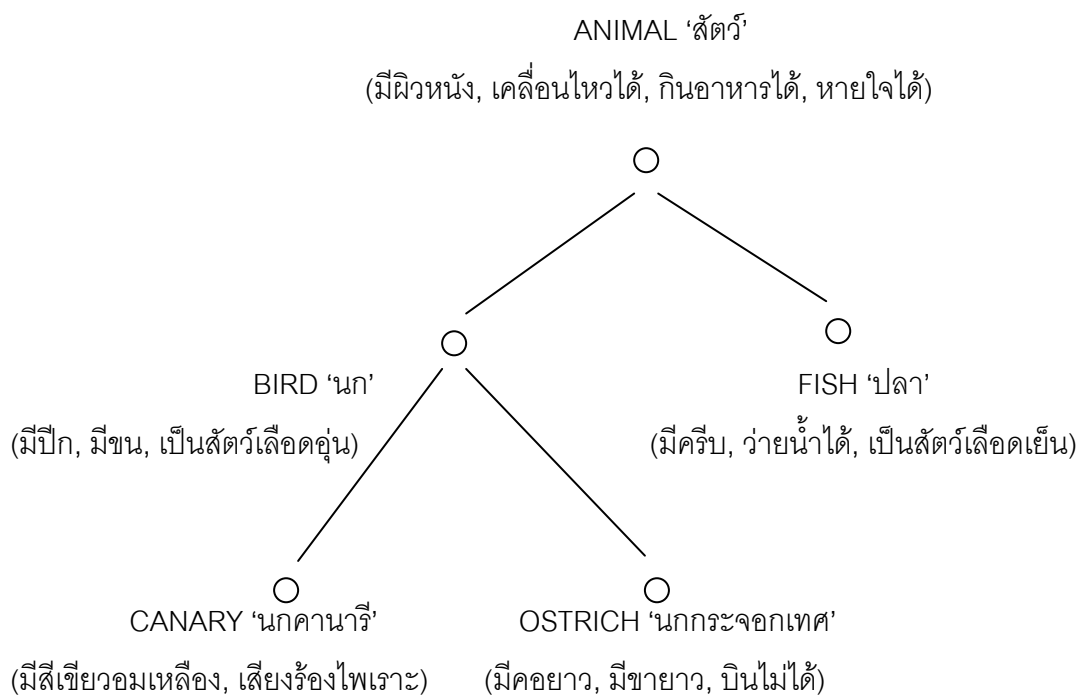 ANIMAL ‘สัตว์’
(มีผิวหนัง, เคลื่อนไหวได้, กินอาหารได้, หายใจได้)
BIRD ‘นก’
(มีปีก, มีขน, เป็นสัตว์เลือดอุ่น)
FISH ‘ปลา’
(มีครีบ, ว่ายน้ำได้, เป็นสัตว์เลือดเย็น)
CANARY ‘นกคานารี’
(มีสีเขียวอมเหลือง, เสียงร้องไพเราะ)
OSTRICH ‘นกกระจอกเทศ’
(มีคอยาว, มีขายาว, บินไม่ได้)